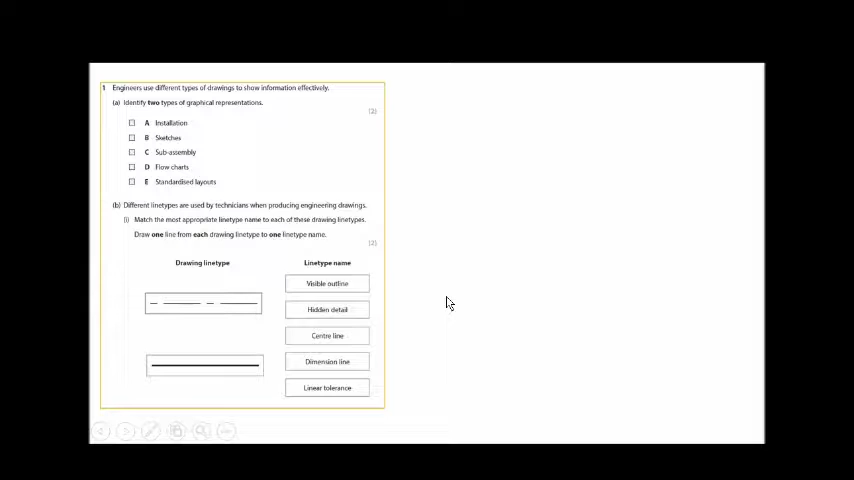 1 Engineers use different types of drawings to show information effectively.
(a) Identify two types of graphical representations.
(2)
A Installation
B Sketches
C Sub-assembly
D Flow charts
E Standardised layouts
(b) Different linetypes are used by technicians when producing engineering drawings.
(i) Match the most appropriate linetype name to each of these drawing linetypes.
Draw one line from each drawing linetype to one linetype name.
(2)
Drawing linetype Linetype name
Visible outline
Hidden detail
Centre line
Dimension line
Linear tolerance